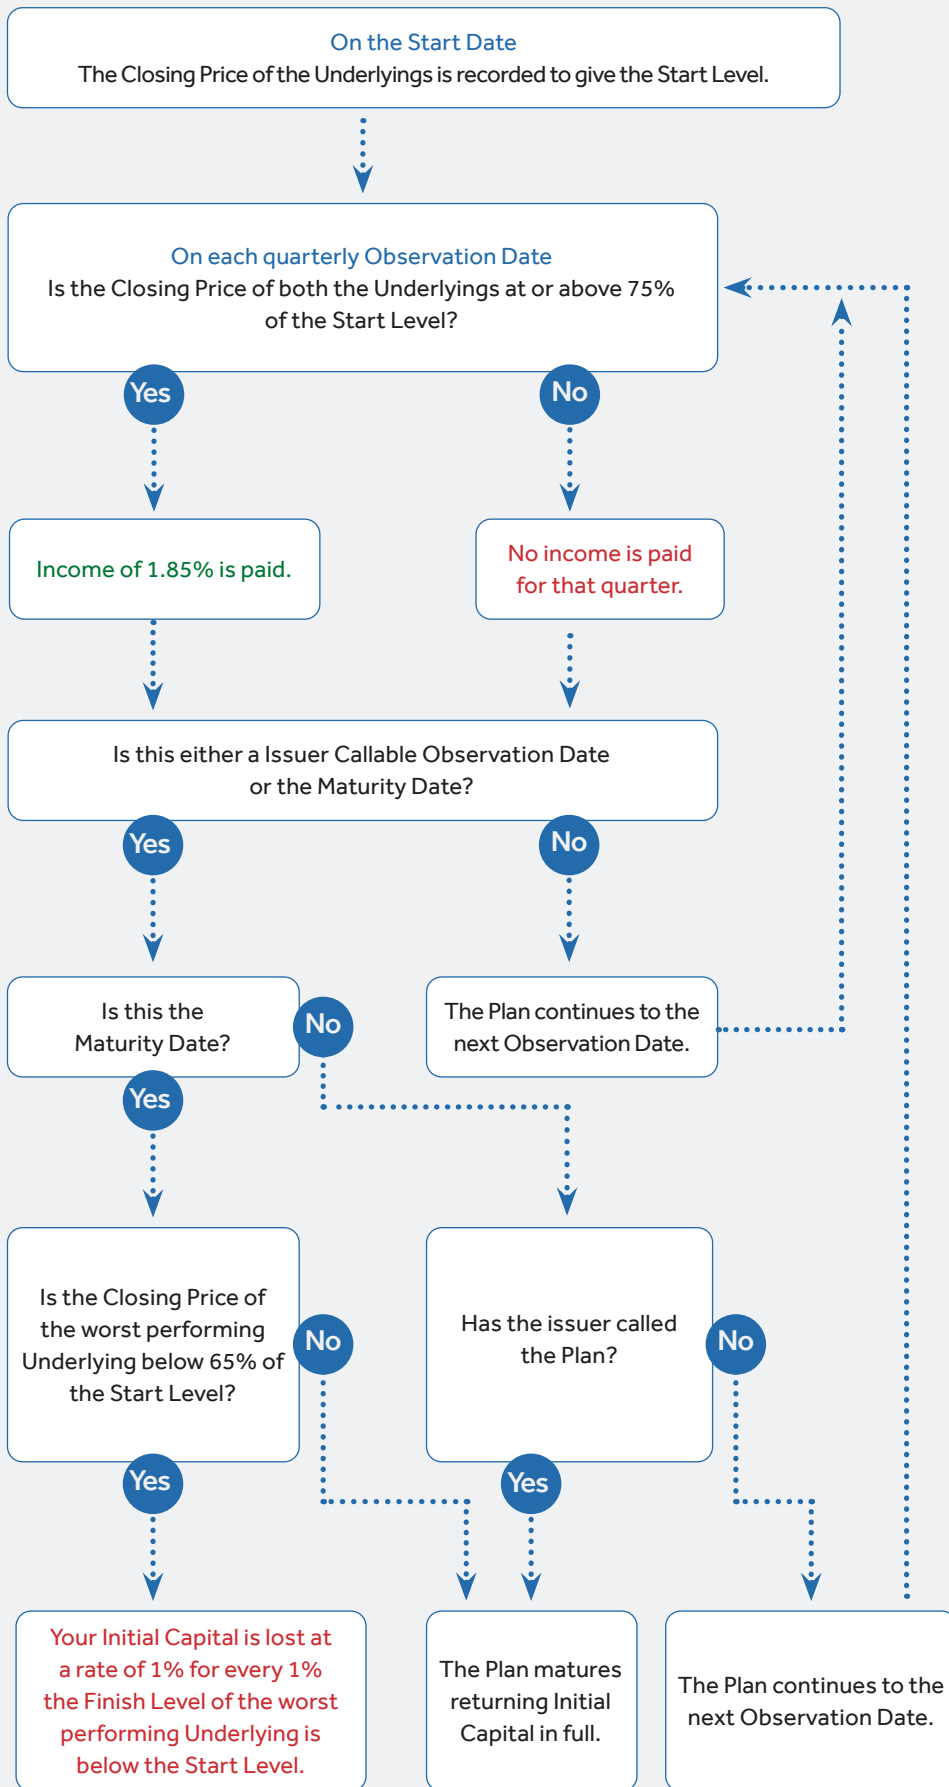 On the Start Date
The Closing Price of the Underlyings is recorded to give the Start Level.
On each quarterly Observation Date
Is the Closing Price of both the Underlyings at or above 75%
of the Start Level?
Yes
No
Income of 1.85% is paid.
No income is paid
for that quarter.
Is this either a Issuer Callable Observation Date
or the Maturity Date?
Yes
No
Is this the
Maturity Date?
No
The Plan continues to the
next Observation Date.
Yes
Is the Closing Price of
the worst performing
Underlying below 65% of
the Start Level?
No
Has the issuer called
the Plan?
No
Yes
Yes
Your Initial Capital is lost at
a rate of 1% for every 1%
the Finish Level of the worst
performing Underlying is
below the Start Level.
The Plan matures
returning Initial
Capital in full.
The Plan continues to the
next Observation Date.